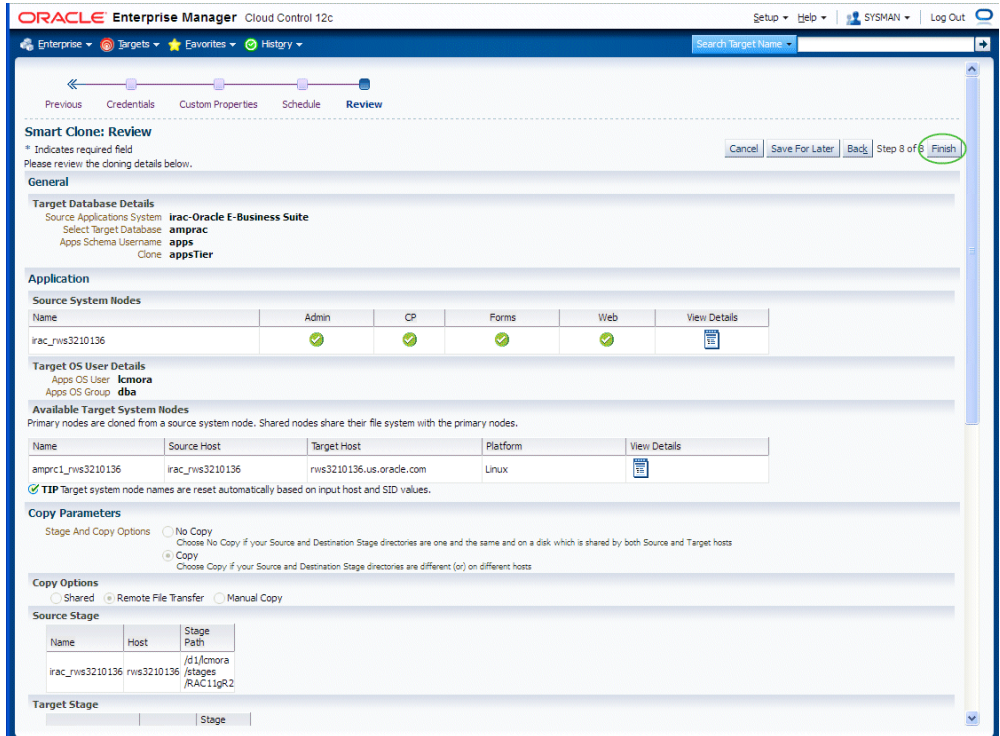 ORACLE Enterprise Manager Cloud Control 12c
Setup Help SYSMAN Log Out
Enterprise Targets Favorites History Search Target Name
Previous Credentials Custom Properties Schedule Review
Smart Clone: Review
* Indicates required field
Cancel Save For Later Back Step 8 of 8 Finish
Please review the cloning details below.
General
Target Database Details
Source Applications System irac-Oracle E-Business Suite
Select Target Database amprac
Apps Schema Username apps
Clone appsTier
Application
Source System Nodes
Name Admin CP Forms Web View Details
irac_rws3210136
Target OS User Details
Apps OS User lcmora
Apps OS Group dba
Available Target System Nodes
Primary nodes are cloned from a source system node. Shared nodes share their file system with the primary nodes.
Name Source Host Target Host Platform View Details
amprc1_rws3210136 irac_rws3210136 rws3210136.us.oracle.com Linux
TIP Target system node names are reset automatically based on input host and SID values.
Copy Parameters
Stage And Copy Options No Copy
Choose No Copy if your Source and Destination Stage directories are one and the same and on a disk which is shared by both Source and Target hosts
Copy
Choose Copy if your Source and Destination Stage directories are different (or) on different hosts
Copy Options
Shared Remote File Transfer Manual Copy
Source Stage
Name Host Stage
Path
irac_rws3210136 rws3210136 /d1/lcmora
/stages
/RAC11gR2
Target Stage
Stage